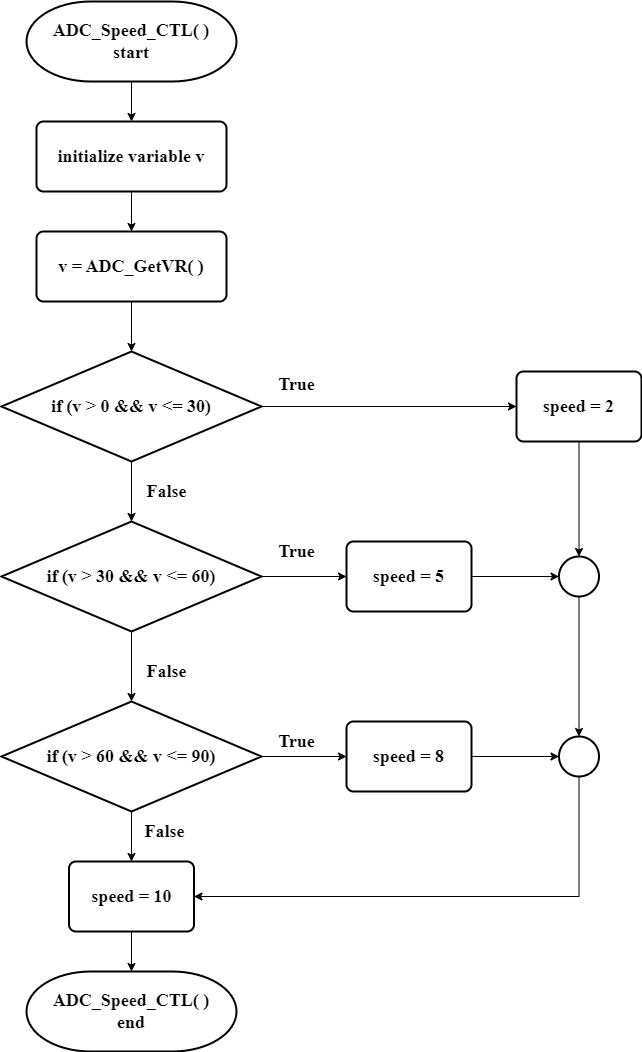 ADC_Speed_CTL( )
start
initialize variable v
v = ADC_GetVR( )
if (v > 0 && v <= 30)
True
speed = 2
False
if (v > 30 && v <= 60)
True
speed = 5
False
if (v > 60 && v <= 90)
True
speed = 8
False
speed = 10
ADC_Speed_CTL( )
end